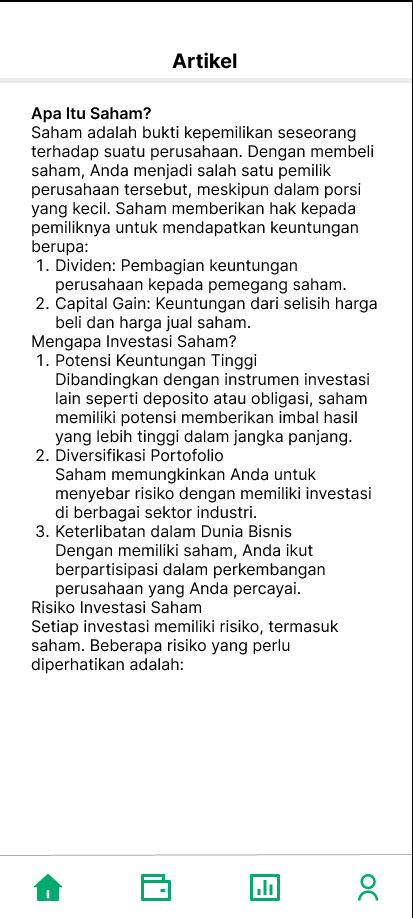 Artikel
Apa Itu Saham?
Saham adalah bukti kepemilikan seseorang
terhadap suatu perusahaan. Dengan membeli
saham, Anda menjadi salah satu pemilik
perusahaan tersebut, meskipun dalam porsi
yang kecil. Saham memberikan hak kepada
pemiliknya untuk mendapatkan keuntungan
berupa:
1. Dividen: Pembagian keuntungan
perusahaan kepada pemegang saham.
2. Capital Gain: Keuntungan dari selisih harga
beli dan harga jual saham.
Mengapa Investasi Saham?
1. Potensi Keuntungan Tinggi
Dibandingkan dengan instrumen investasi
lain seperti deposito atau obligasi, saham
memiliki potensi memberikan imbal hasil
yang lebih tinggi dalam jangka panjang.
2. Diversifikasi Portofolio
Saham memungkinkan Anda untuk
menyebar risiko dengan memiliki investasi
di berbagai sektor industri.
3. Keterlibatan dalam Dunia Bisnis
Dengan memiliki saham, Anda ikut
berpartisipasi dalam perkembangan
perusahaan yang Anda percayai.
Risiko Investasi Saham
Setiap investasi memiliki risiko, termasuk
saham. Beberapa risiko yang perlu
diperhatikan adalah: